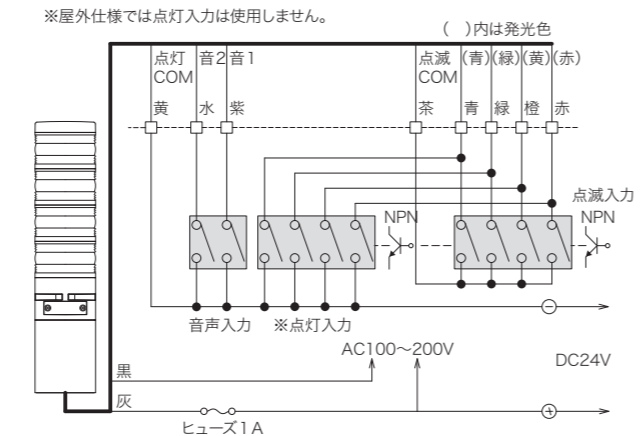 ※屋外仕様では点灯入力は使用しません。
( )内は発光色
点灯 音2 音1 点滅 (青)(緑)(黄)(赤)
COM COM
黄 水 紫 茶 青 緑 橙 赤
点滅入力
NPN NPN
音声入力 ※点灯入力
AC100〜200V
DC24V
黒
灰
ヒューズ1A